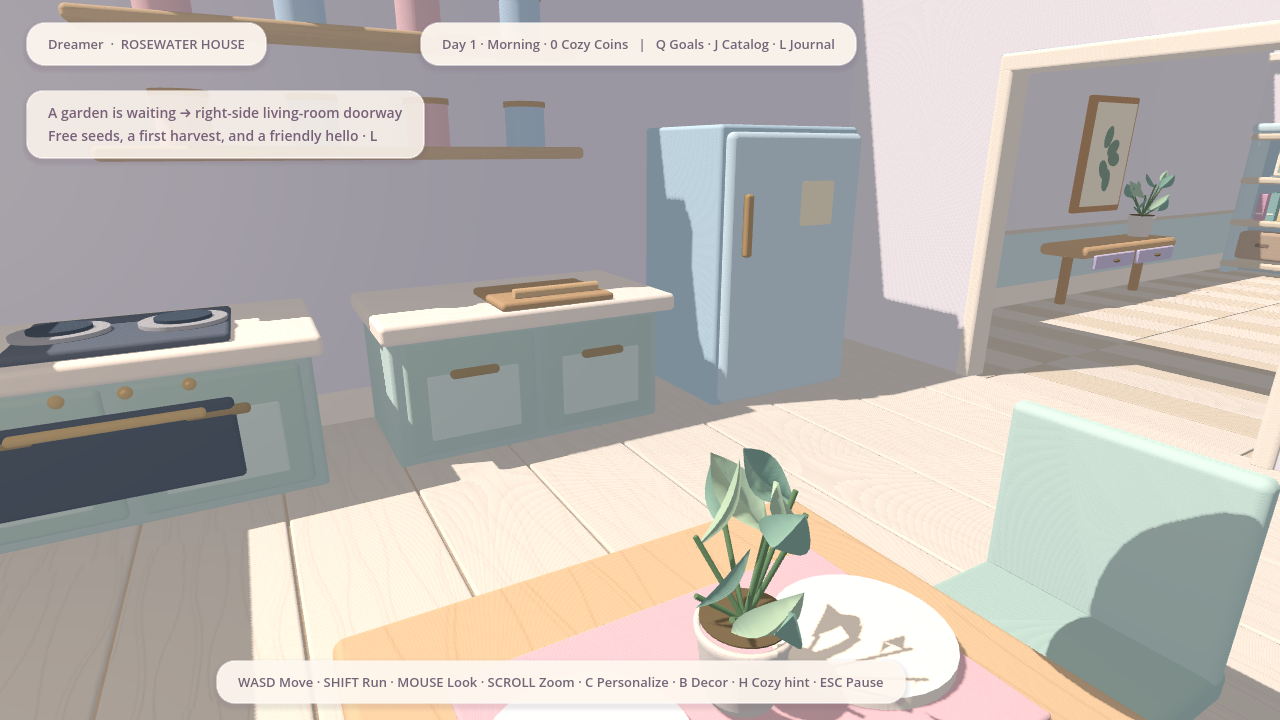 Dreamer · ROSEWATER HOUSE
Day 1 · Morning · 0 Cozy Coins | Q Goals · J Catalog · L Journal
A garden is waiting → right-side living-room doorway
Free seeds, a first harvest, and a friendly hello · L
WASD Move · SHIFT Run · MOUSE Look · SCROLL Zoom · C Personalize · B Decor · H Cozy hint · ESC Pause